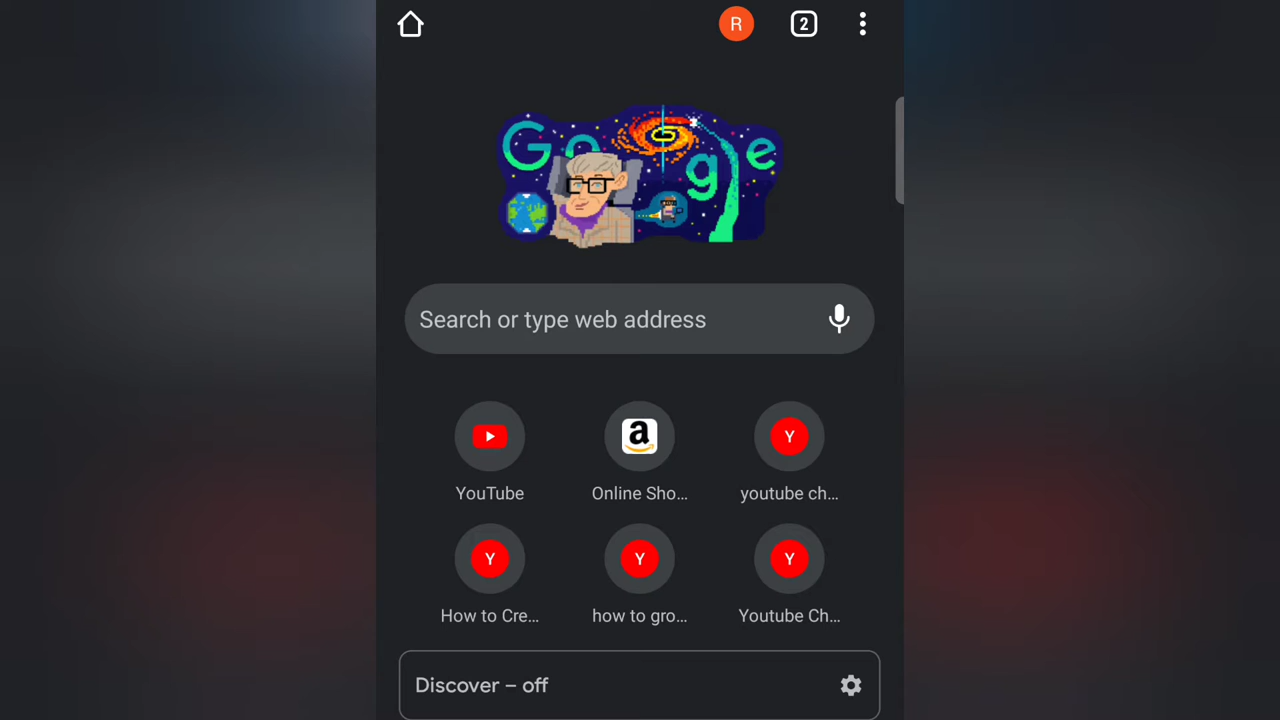 R
2
Google
Search or type web address
a
Y
YouTube
Online Sho...
youtube ch...
Y
Y
Y
How to Cre...
how to gro...
Youtube Ch...
Discover – off